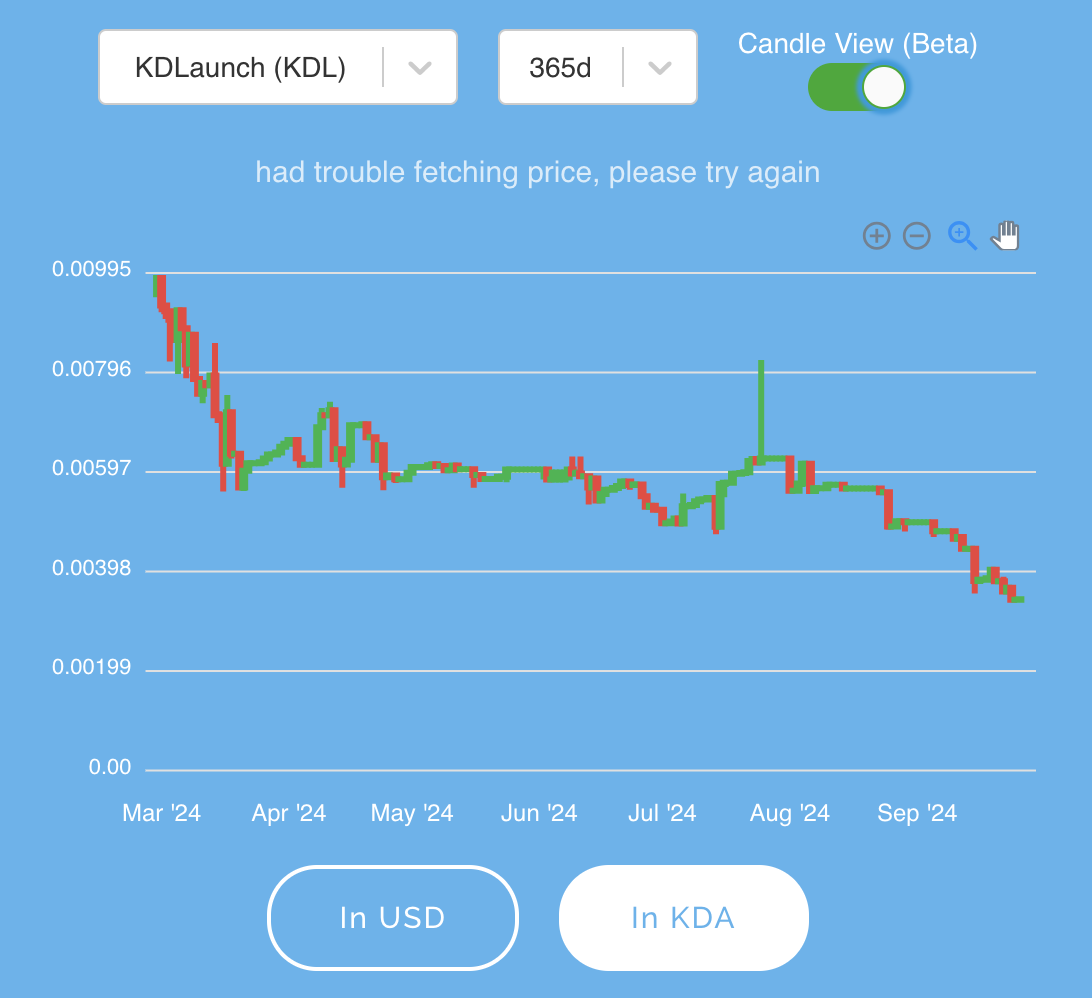 Candle View (Beta)
KDLaunch (KDL)
365d
had trouble fetching price, please try again
0.00995
0.00796
0.00597
0.00398
0.00199
0.00
Mar '24 Apr '24 May '24 Jun '24 Jul '24 Aug '24 Sep '24
In USD
In KDA